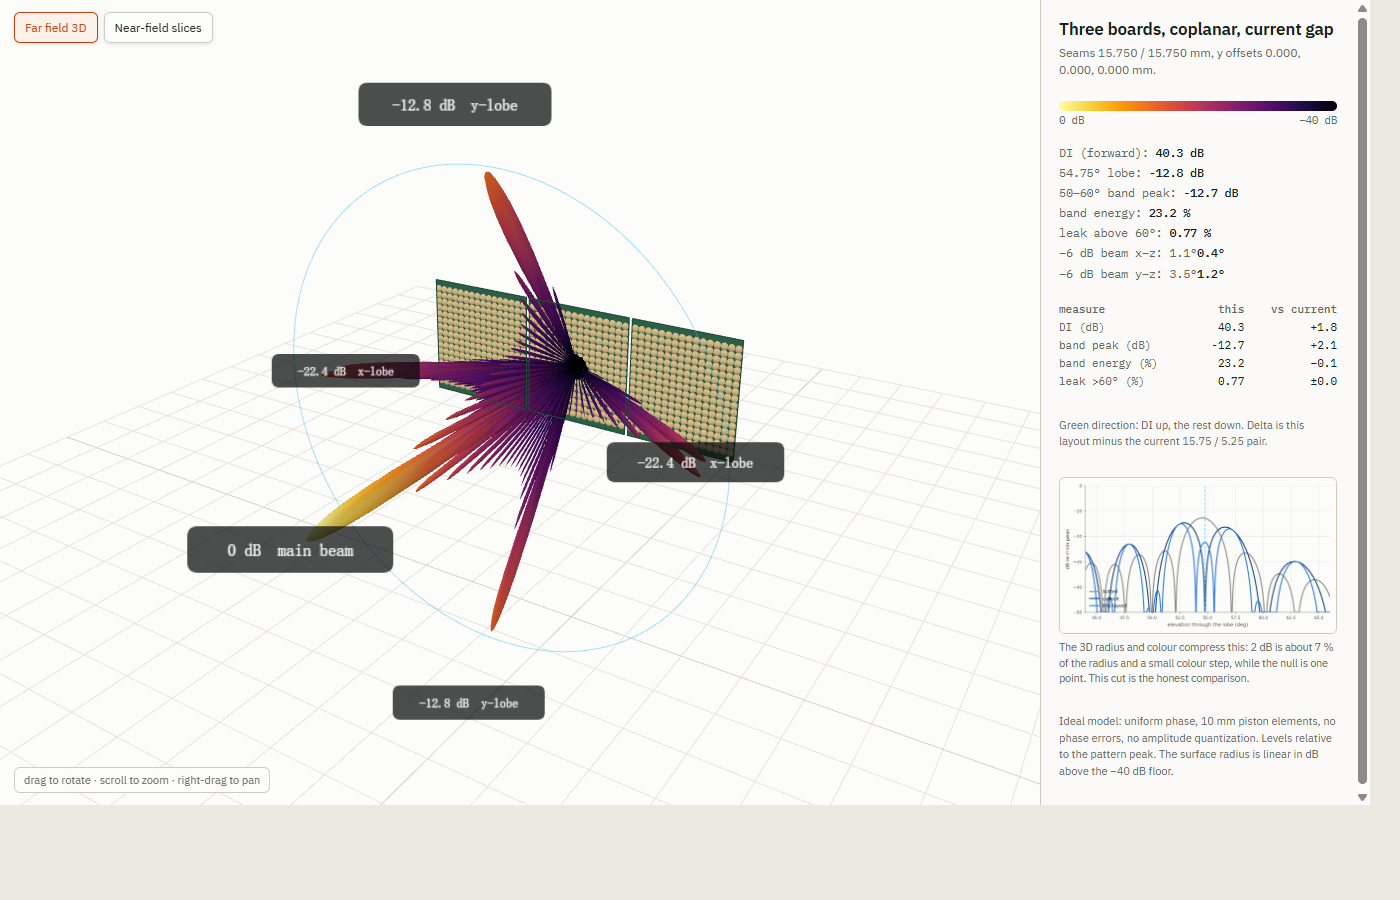 Far field 3D
Near-field slices
−12.8 dB y−lobe
−22.4 dB x−lobe
−22.4 dB x−lobe
0 dB main beam
−12.8 dB y−lobe
drag to rotate · scroll to zoom · right-drag to pan
Three boards, coplanar, current gap
Seams 15.750 / 15.750 mm, y offsets 0.000,
0.000, 0.000 mm.
0 dB −40 dB
DI (forward): 40.3 dB
54.75° lobe: -12.8 dB
50–60° band peak: -12.7 dB
band energy: 23.2 %
leak above 60°: 0.77 %
−6 dB beam x–z: 1.1°0.4°
−6 dB beam y–z: 3.5°1.2°
measure this vs current
DI (dB) 40.3 +1.8
band peak (dB) -12.7 +2.1
band energy (%) 23.2 −0.1
leak >60° (%) 0.77 ±0.0
Green direction: DI up, the rest down. Delta is this
layout minus the current 15.75 / 5.25 pair.
elevation through the lobe (deg)
The 3D radius and colour compress this: 2 dB is about 7 %
of the radius and a small colour step, while the null is one
point. This cut is the honest comparison.
Ideal model: uniform phase, 10 mm piston elements, no
phase errors, no amplitude quantization. Levels relative
to the pattern peak. The surface radius is linear in dB
above the −40 dB floor.